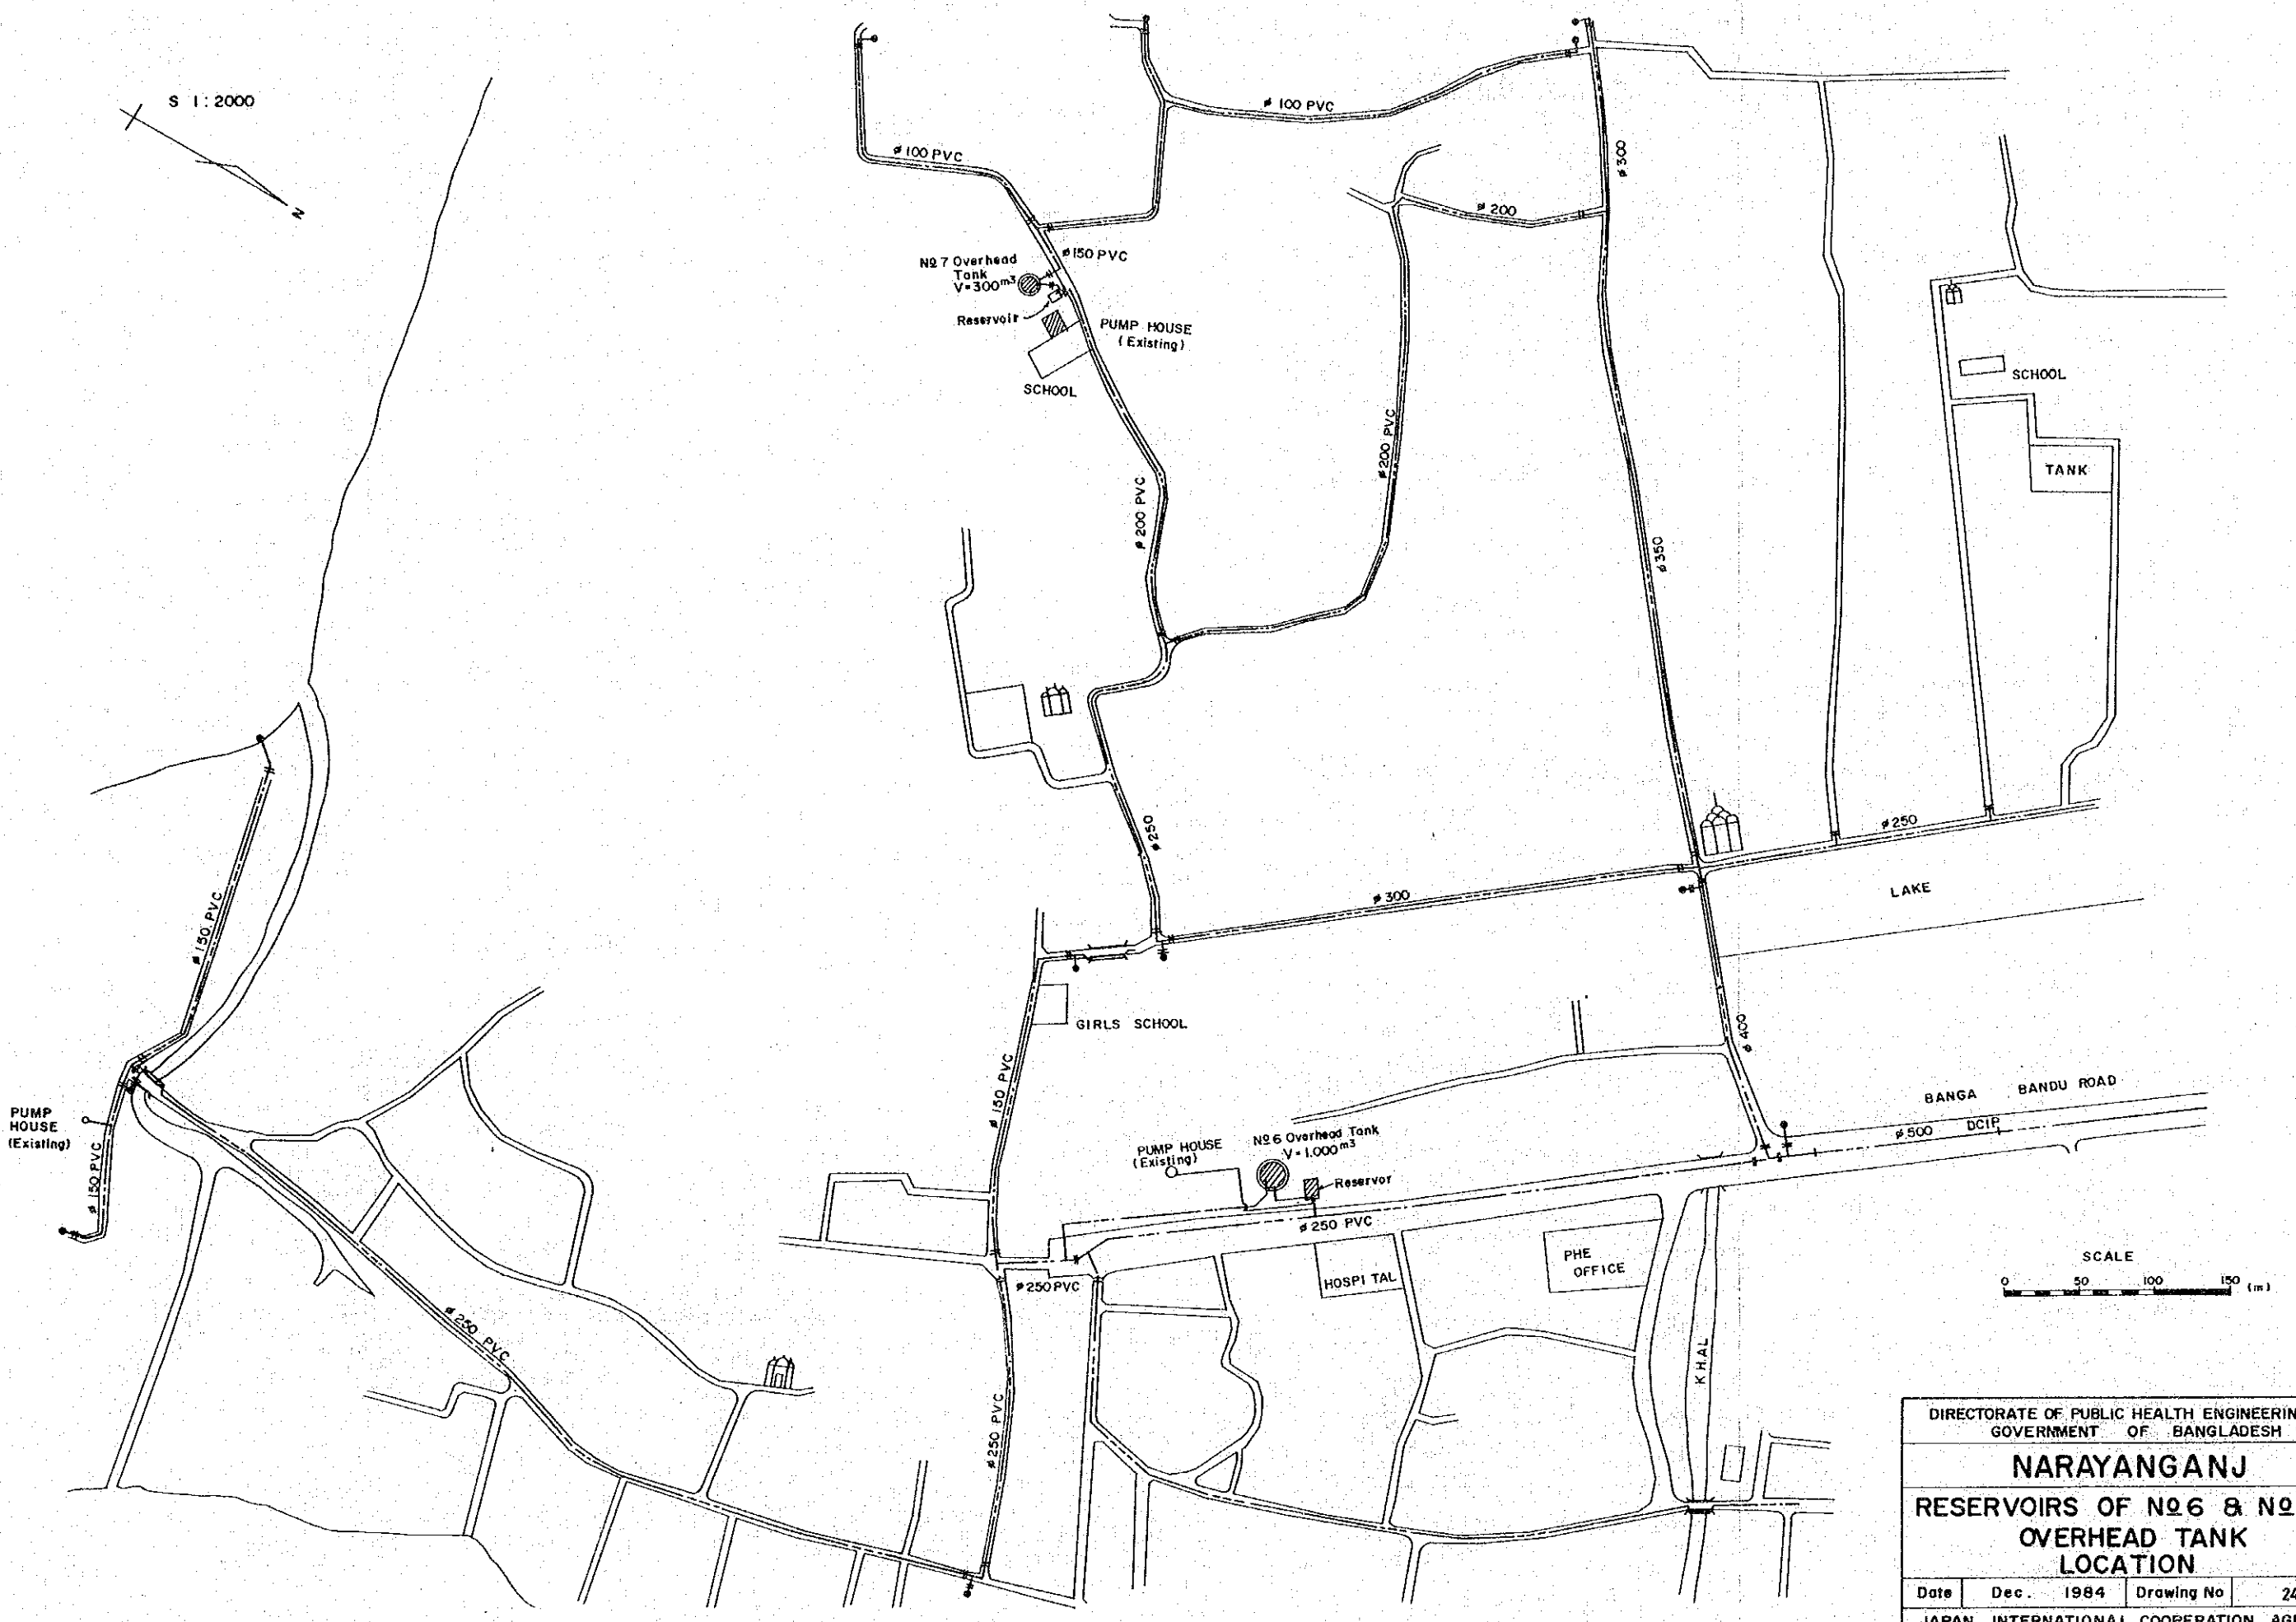 S 1:2000
N
ø 100 PVC
ø 100 PVC
ø 300
ø 200
ø 150 PVC
№ 7 Overhead
Tank
V=300m³
Reservoir
PUMP HOUSE
(Existing)
SCHOOL
SCHOOL
TANK
ø 200 PVC
ø 200 PVC
ø 350
ø 250
ø 250
ø 300
LAKE
ø 150 PVC
GIRLS SCHOOL
ø 400
ø 150 PVC
BANGA BANDU ROAD
ø 500 DCIP
PUMP
HOUSE
(Existing)
ø 150 PVC
PUMP HOUSE
(Existing)
№ 6 Overhead Tank
V=1.000m³
Reservor
ø 250 PVC
PHE
OFFICE
HOSPITAL
ø 250 PVC
SCALE
0 50 100 150 (m)
ø 250 PVC
KHAL
ø 250 PVC
DIRECTORATE OF PUBLIC HEALTH ENGINEERIN
GOVERNMENT OF BANGLADESH
NARAYANGANJ
RESERVOIRS OF № 6 & №
OVERHEAD TANK
LOCATION
Date Dec. 1984 Drawing No 24
JAPAN INTERNATIONAL COOPERATION